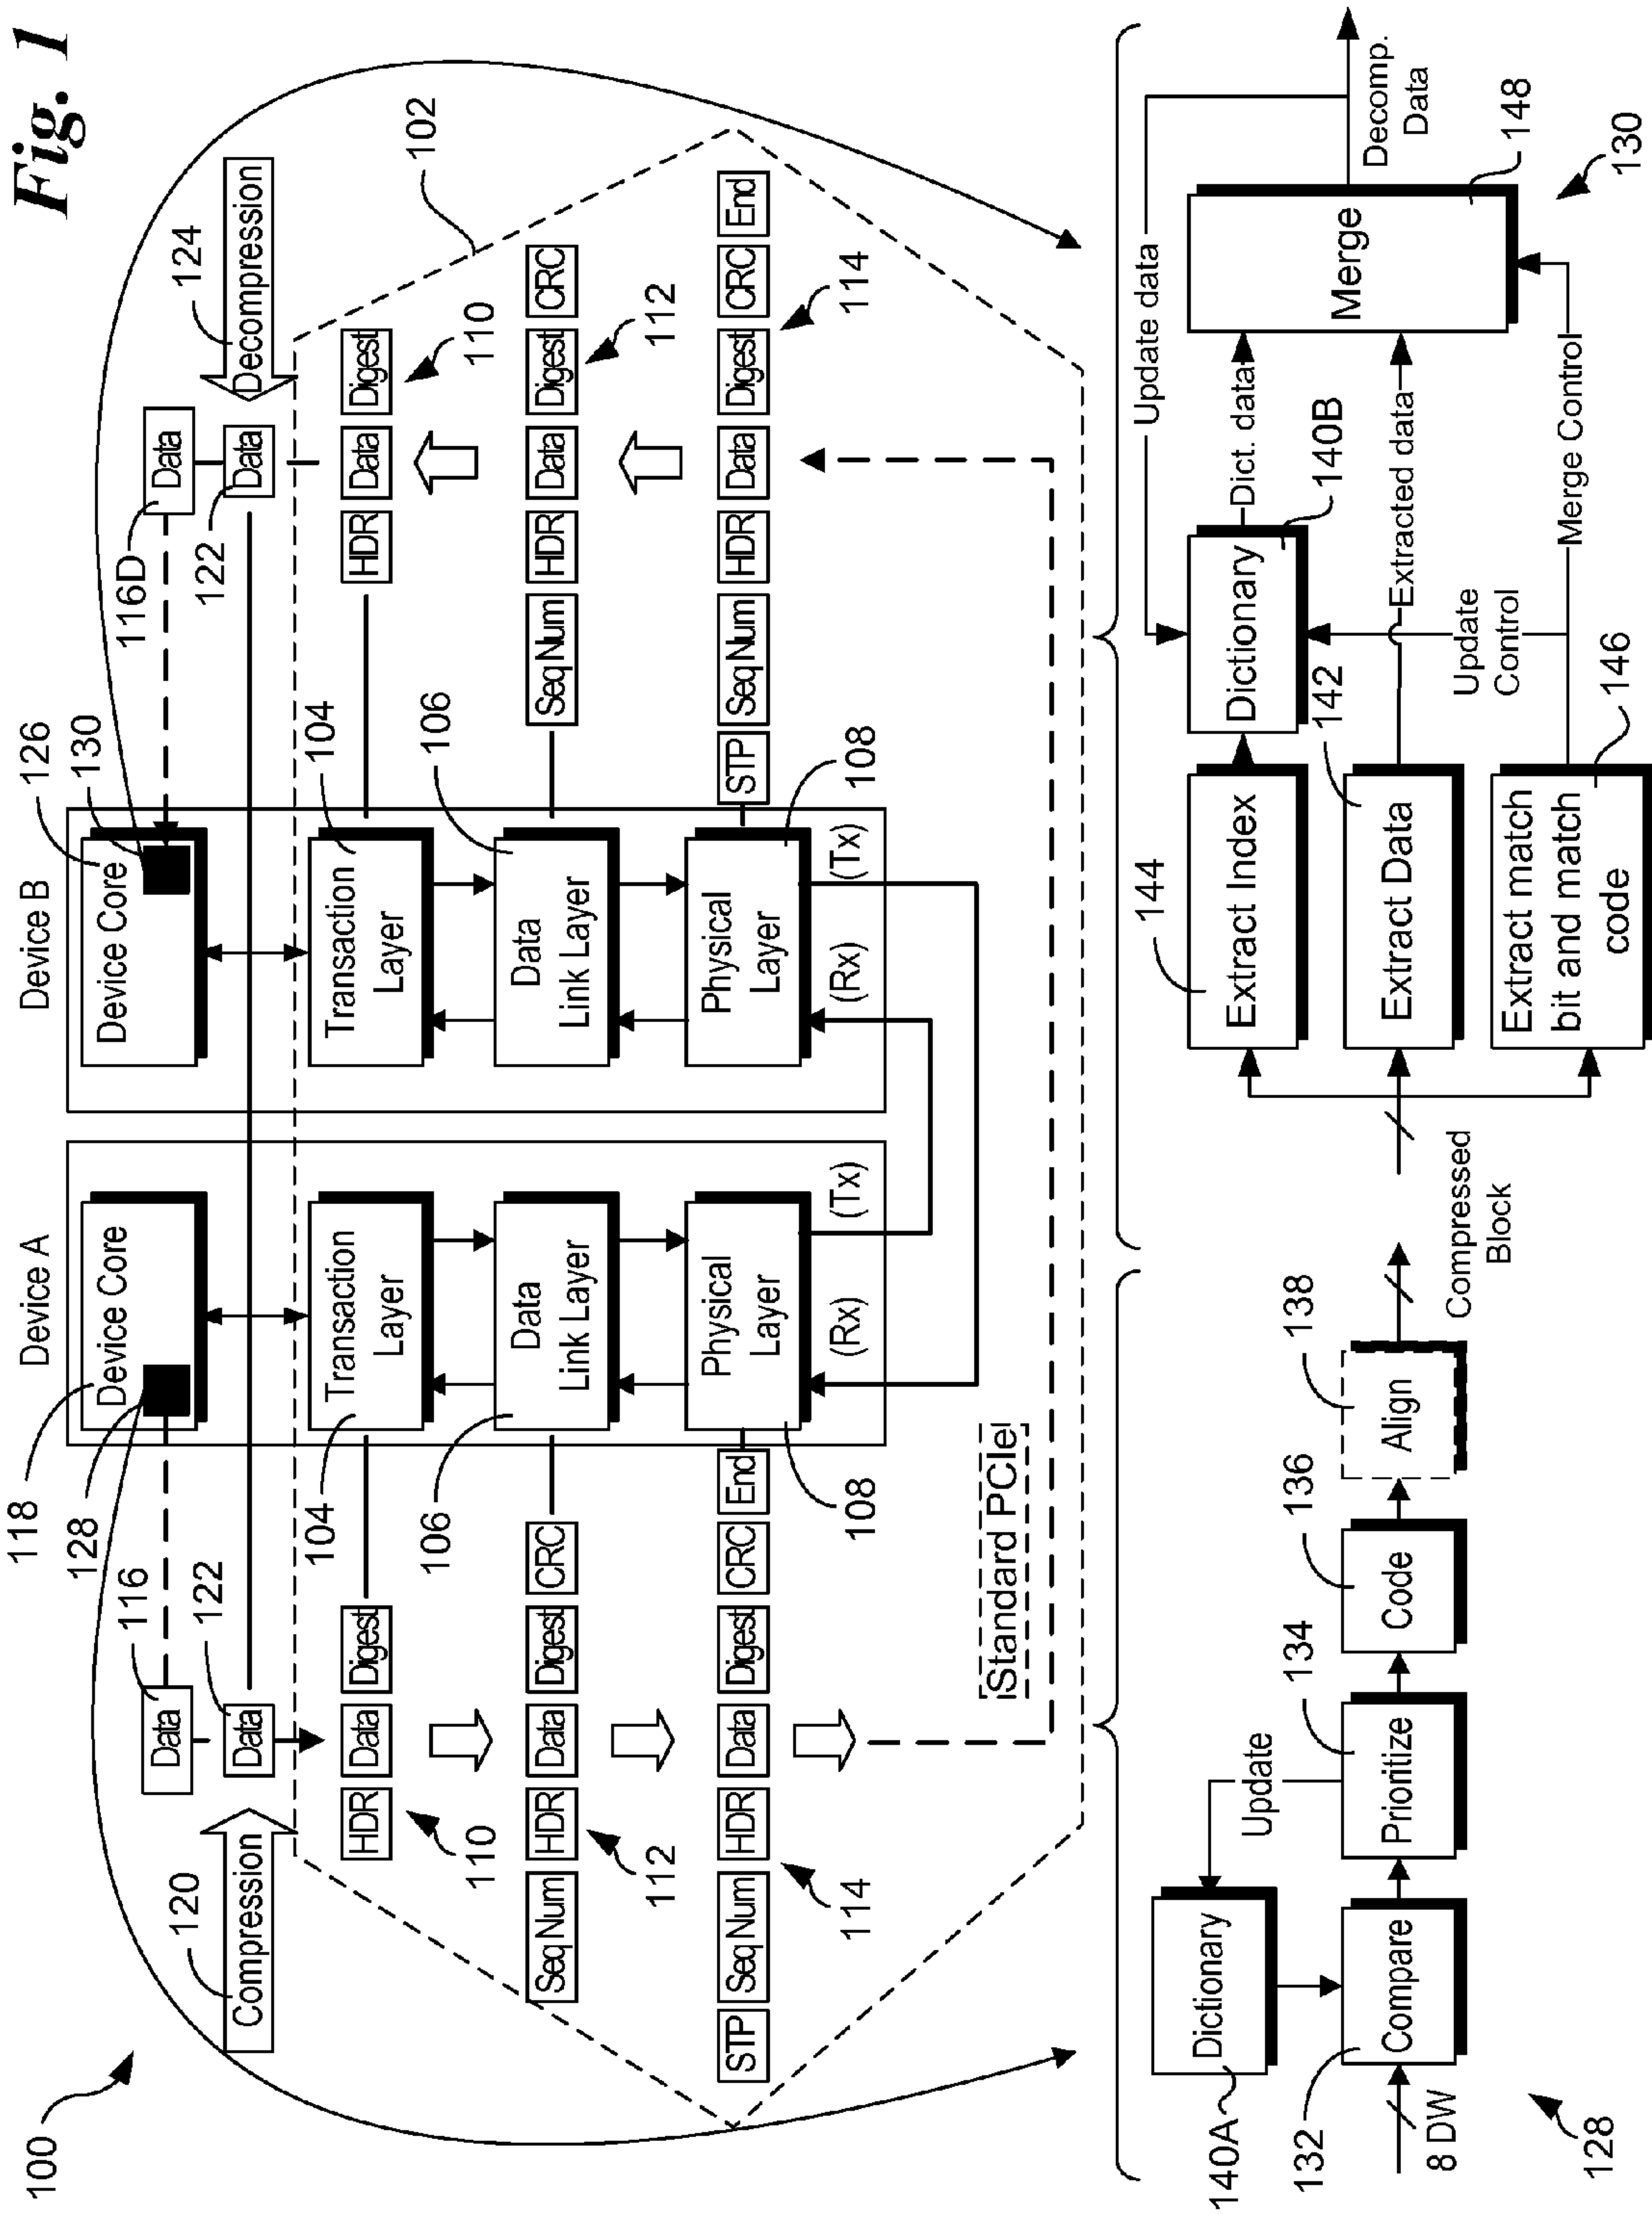 Fig. 1
100
118
Device A
Device B
126
128
130
Device Core
Device Core
116
Data
116D
Data
120
Compression
122
Data
122
Data
124
Decompression
102
104
Transaction
Layer
104
Transaction
Layer
HDR
Data
Digest
HDR
Data
Digest
110
110
106
Data
Link Layer
106
Data
Link Layer
Seq Num
HDR
Data
Digest
CRC
Seq Num
HDR
Data
Digest
CRC
112
112
108
Physical
Layer
108
Physical
Layer
STP
Seq Num
HDR
Data
Digest
CRC
End
STP
Seq Num
HDR
Data
Digest
CRC
End
114
114
(Rx)
(Tx)
(Rx)
(Tx)
Standard PCIe
140A
Dictionary
Update
132
134
136
138
8 DW
Compare
Prioritize
Code
Align
Compressed
Block
128
144
Extract Index
142
Extract Data
146
Extract match
bit and match
code
Update data
Dictionary
140B
Dict. data
Extracted data
Update
Control
Merge Control
Merge
148
Decomp.
Data
130